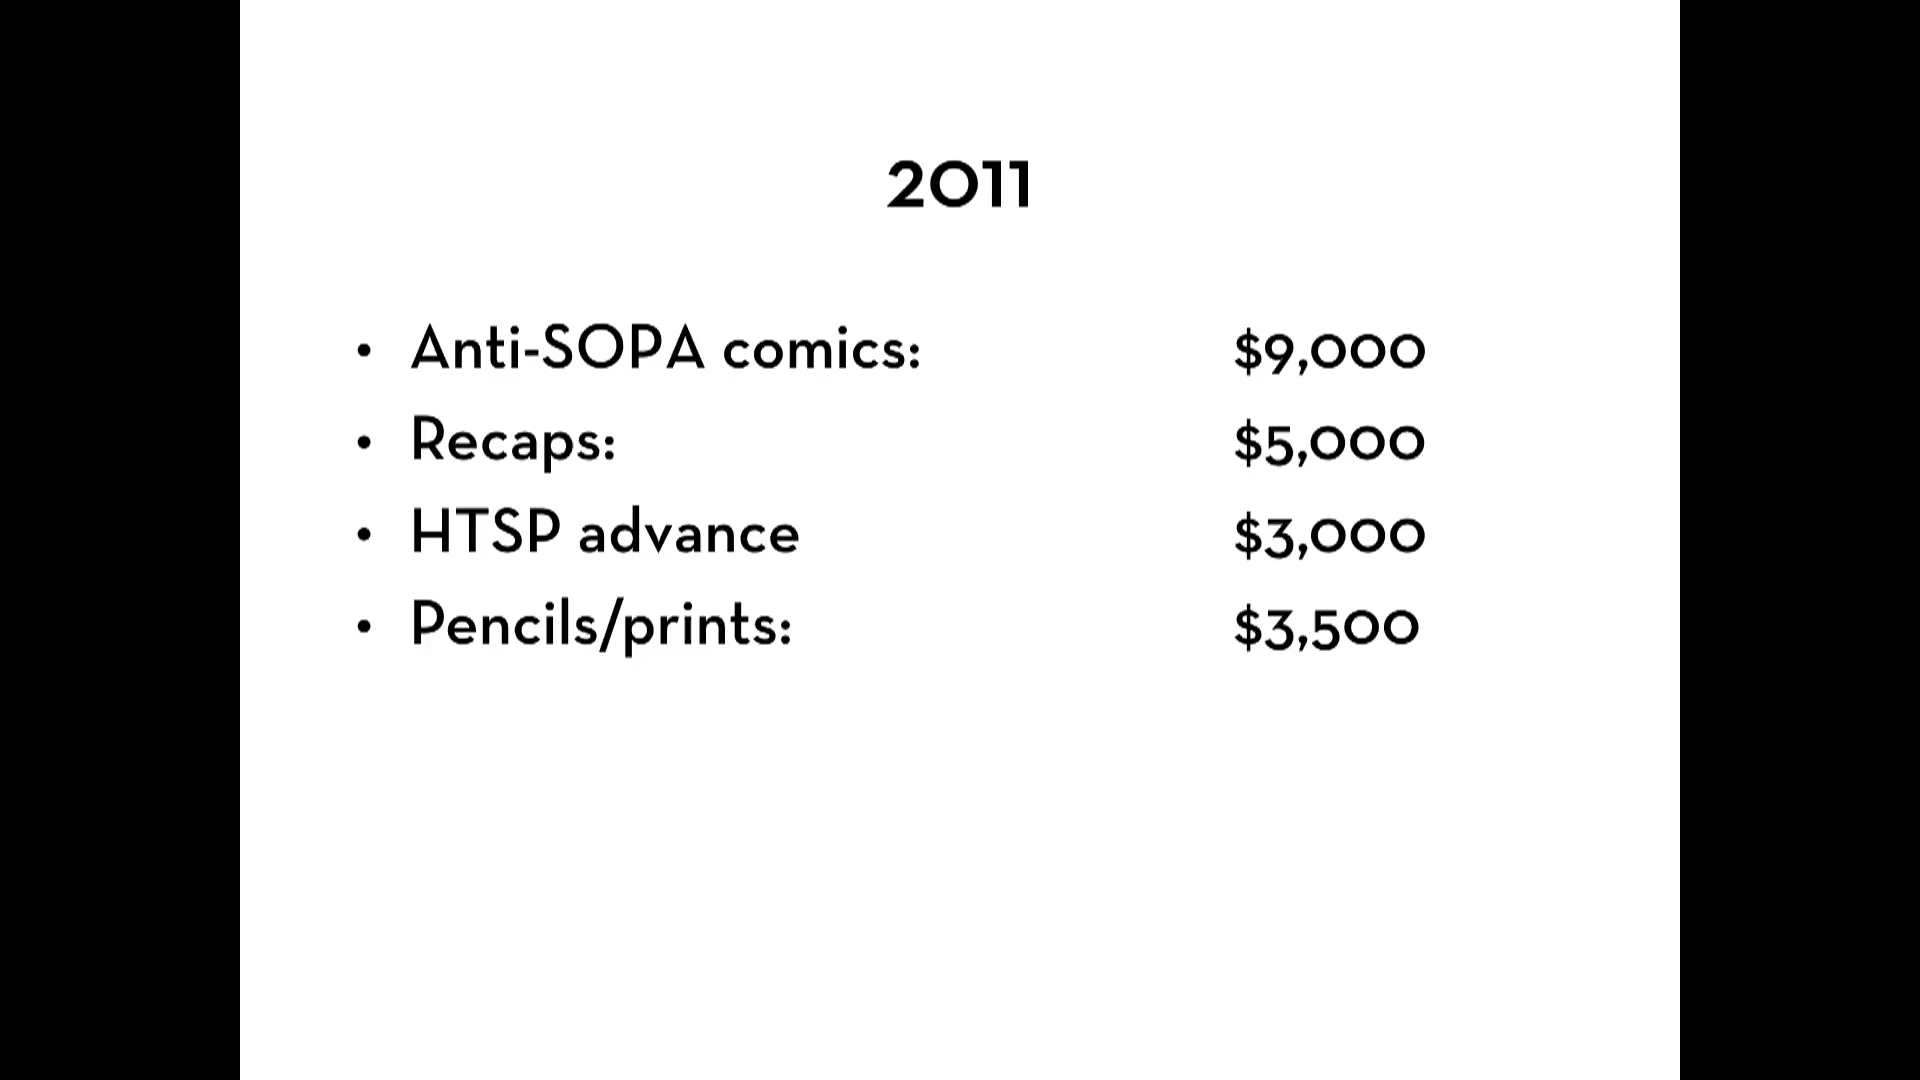 2011
• Anti-SOPA comics: $9,000
• Recaps: $5,000
• HTSP advance $3,000
• Pencils/prints: $3,500